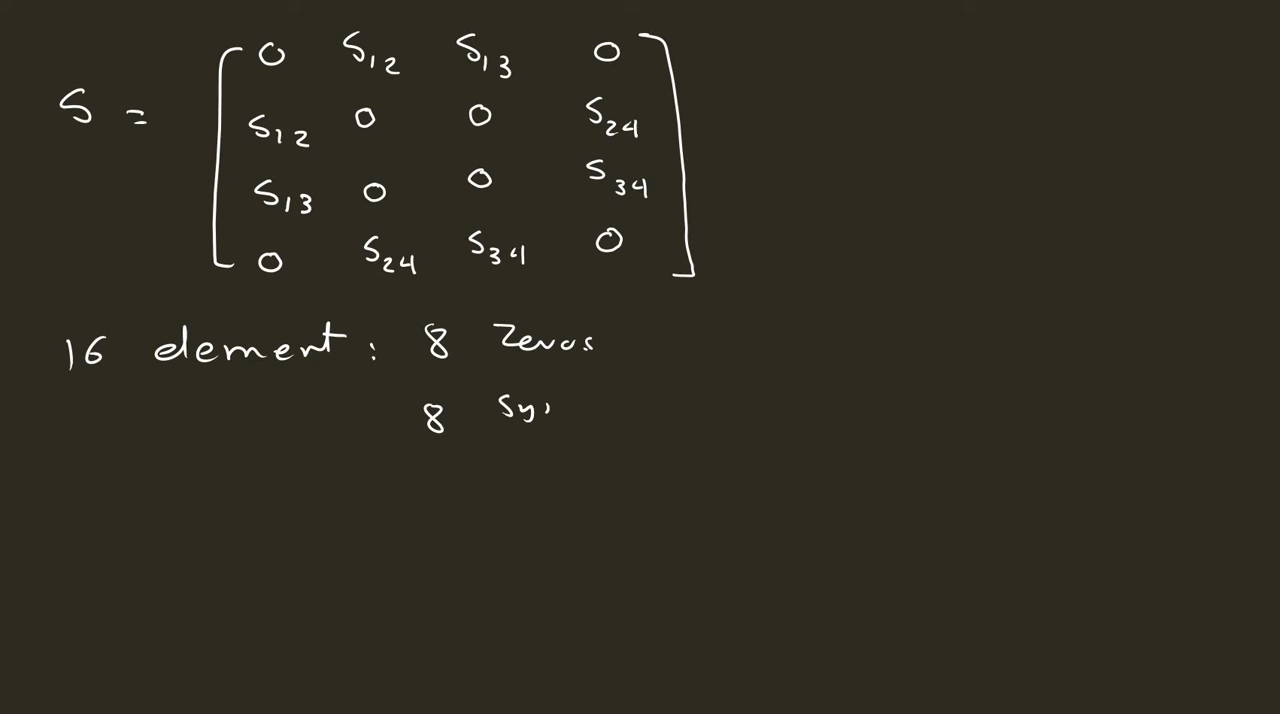 S = [ 0 S12 S13 0
S12 0 0 S24
S13 0 0 S34
0 S24 S34 0 ]
16 element : 8 Zeros
8